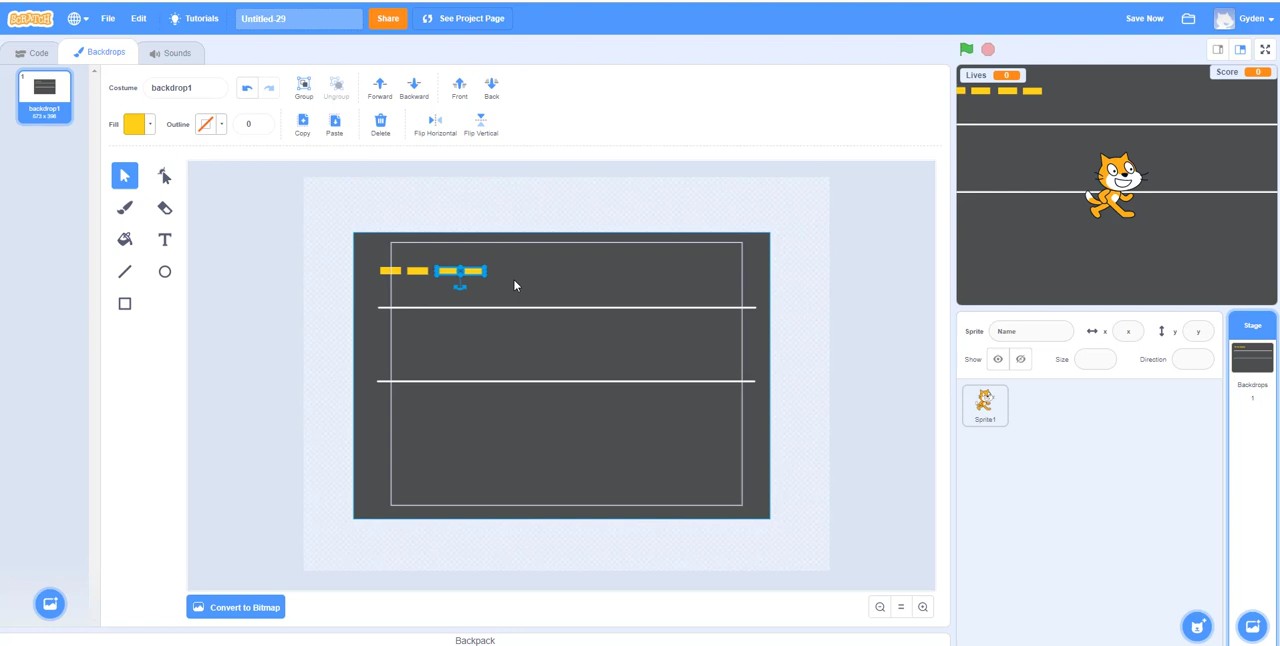 SCRATCH File Edit Tutorials Untitled-29 Share See Project Page Save Now Gyden
Code Backdrops Sounds
1
backdrop1
Costume backdrop1 Group Ungroup Forward Backward Front Back
Fill Outline 0 Copy Paste Delete Flip Horizontal Flip Vertical
Convert to Bitmap
Backpack
Lives 0 Score 0
Sprite Name x x y y
Show Size Direction
Sprite1
Stage
Backdrops
1